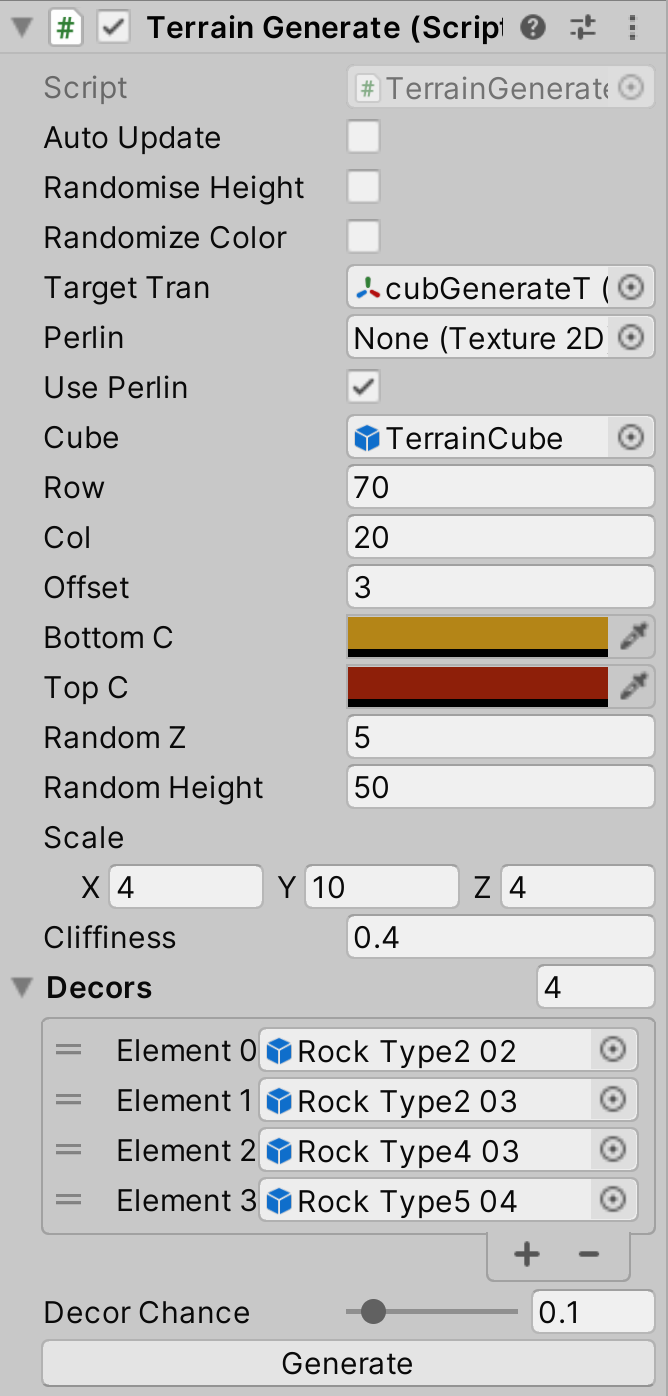 # Terrain Generate (Script ?
Script # TerrainGenerate
Auto Update
Randomise Height
Randomize Color
Target Tran cubGenerateT (
Perlin None (Texture 2D
Use Perlin
Cube TerrainCube
Row 70
Col 20
Offset 3
Bottom C
Top C
Random Z 5
Random Height 50
Scale
X 4 Y 10 Z 4
Cliffiness 0.4
Decors 4
Element 0 Rock Type2 02
Element 1 Rock Type2 03
Element 2 Rock Type4 03
Element 3 Rock Type5 04
+ −
Decor Chance 0.1
Generate